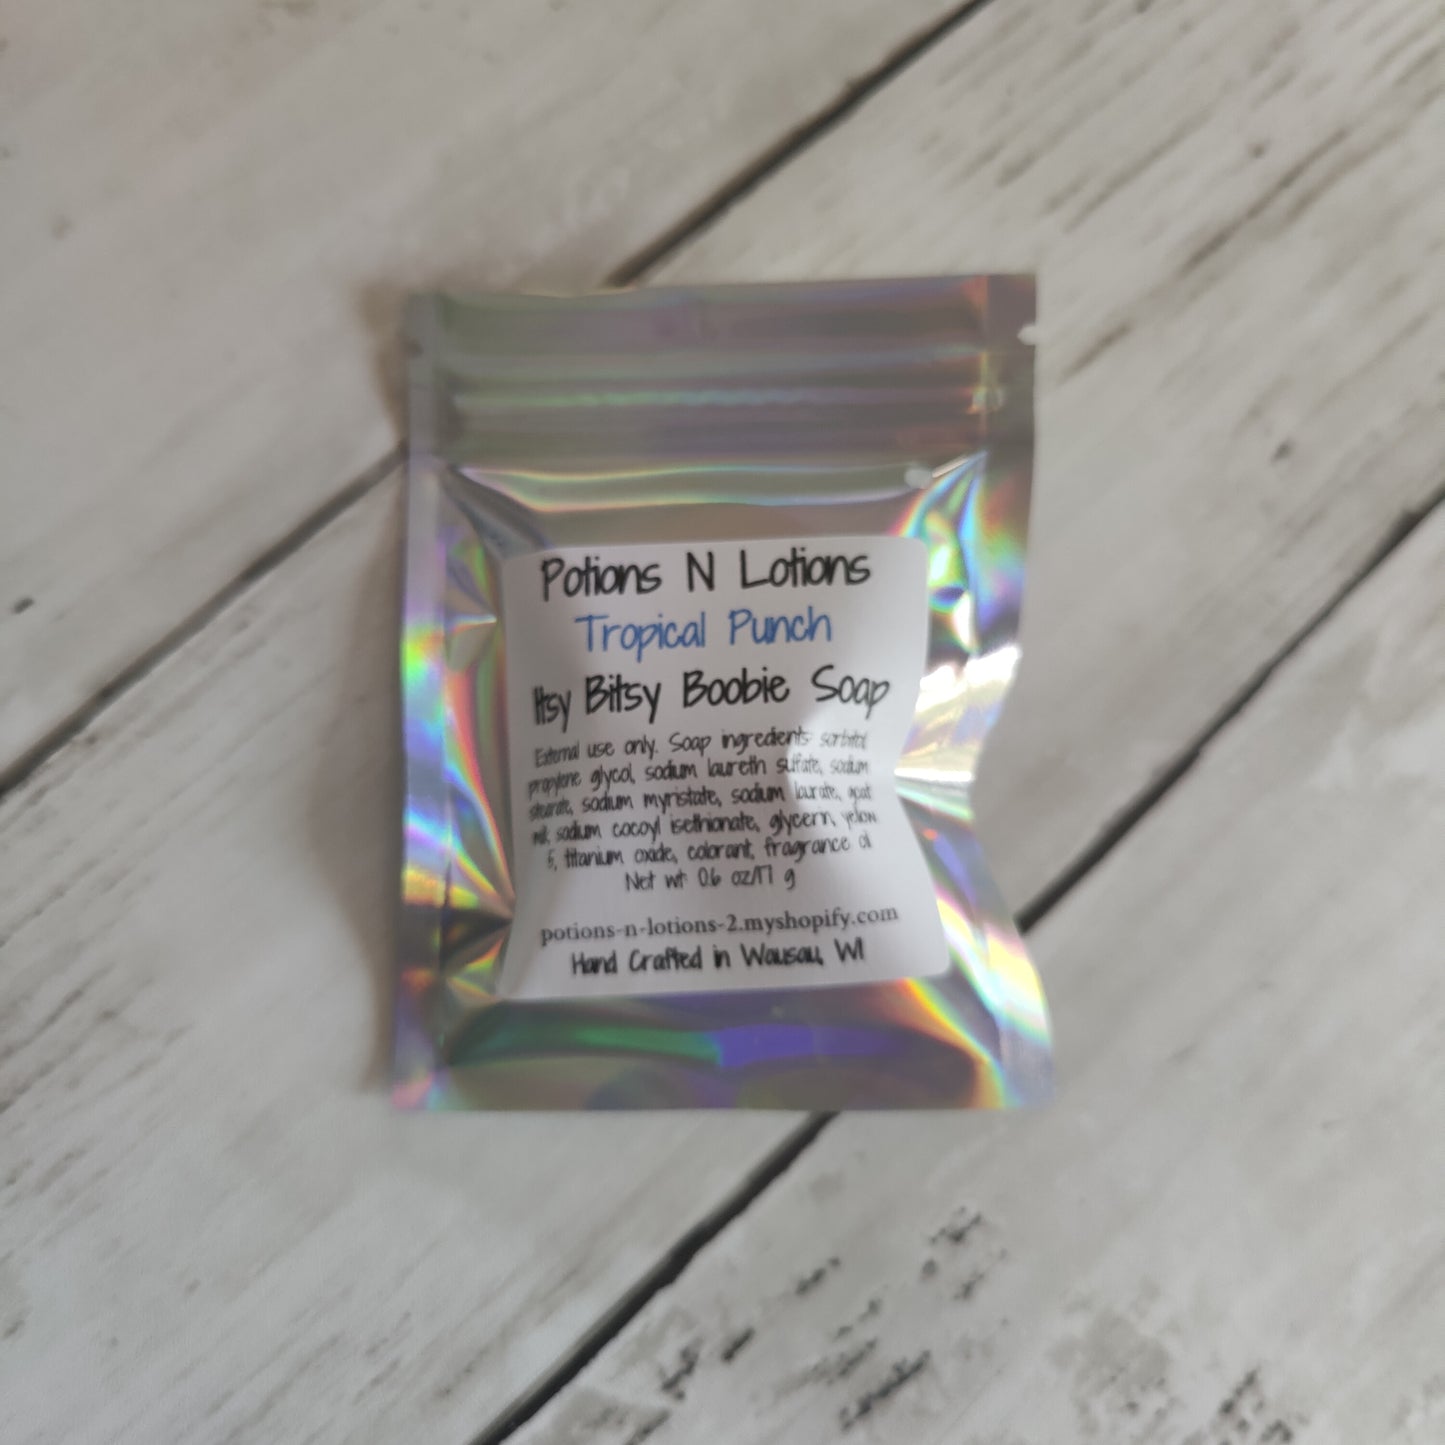 Potions N Lotions
Tropical Punch
Itsy Bitsy Boobie Soap
External use only. Soap ingredients: sorbitol,
propylene glycol, sodium laureth sulfate, sodium
stearate, sodium myristate, sodium laurate, goat
milk, sodium cocoyl isethionate, glycerin, yellow
5, titanium oxide, colorant, fragrance oil
Net wt 0.6 oz/17 g
potions-n-lotions-2.myshopify.com
Hand Crafted in Wausau, WI